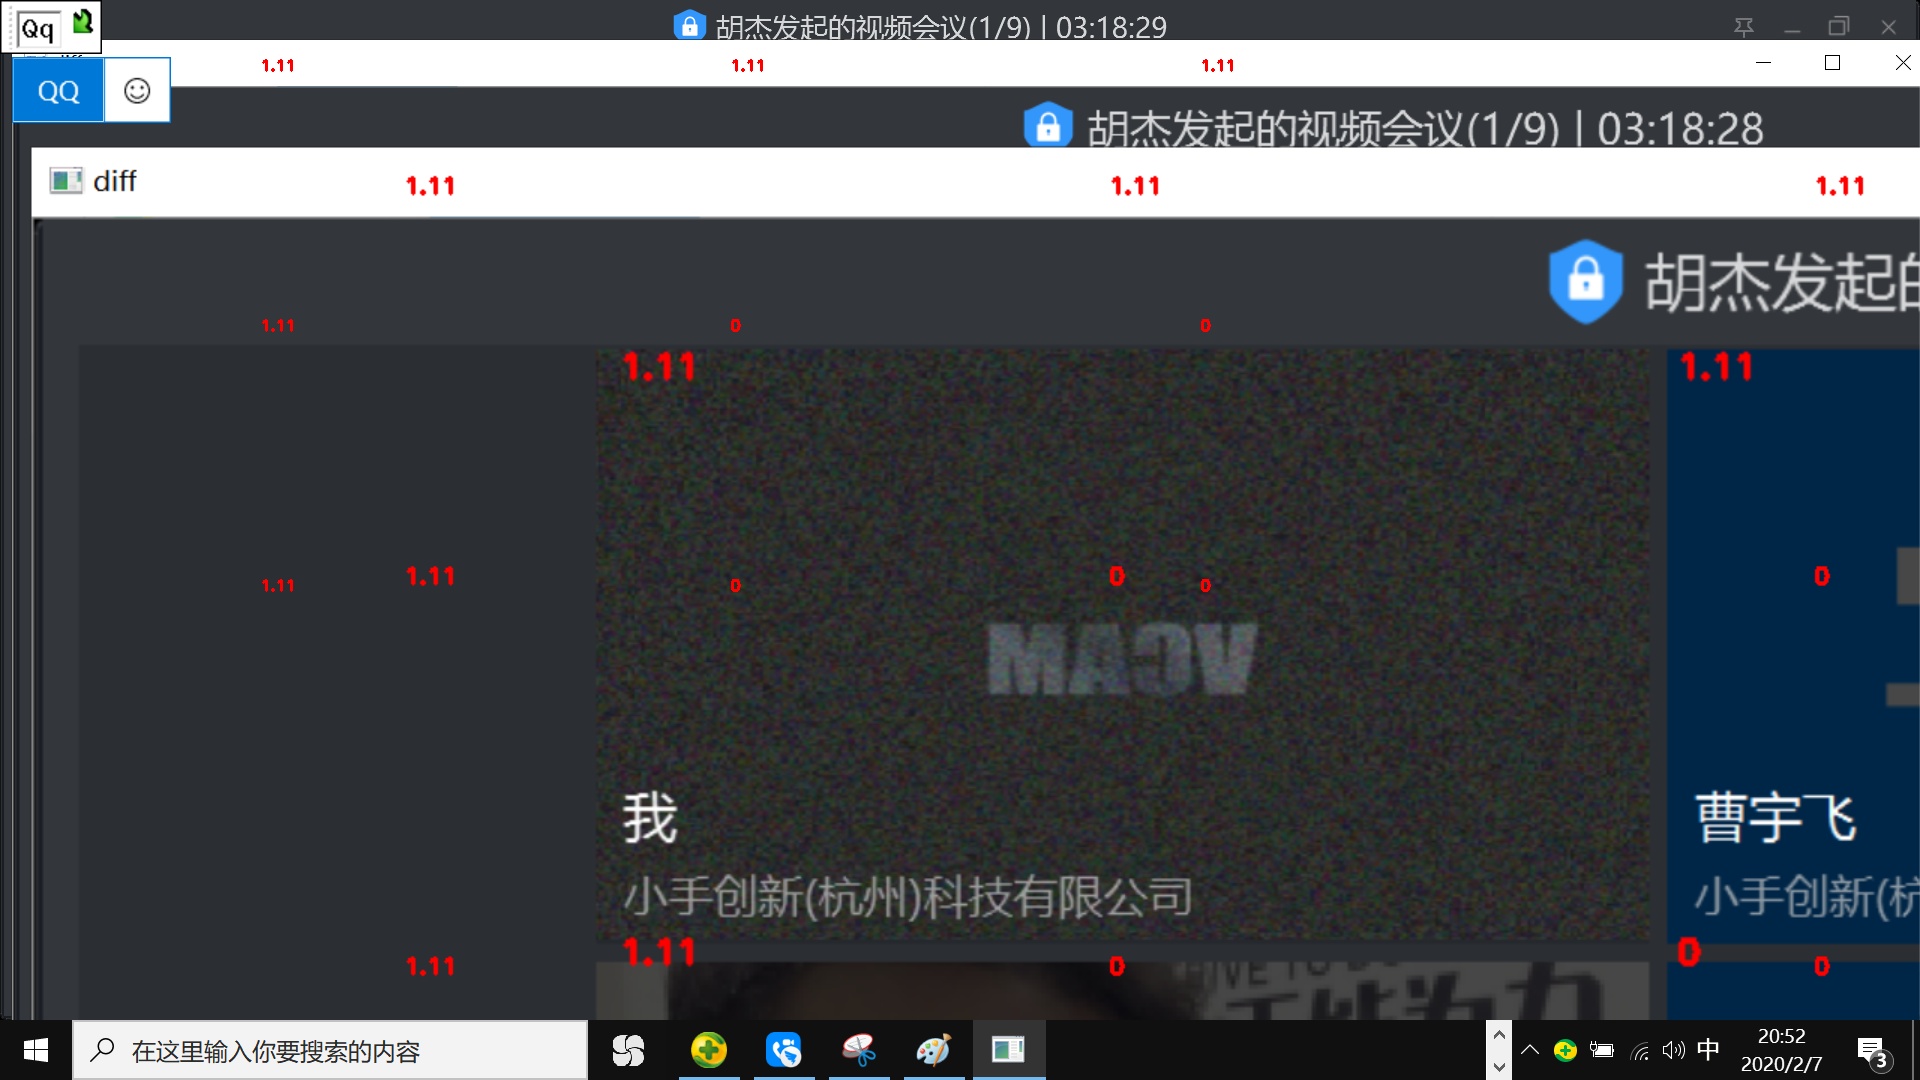 Qq
胡杰发起的视频会议(1/9) | 03:18:29
1.11 1.11 1.11
QQ
胡杰发起的视频会议(1/9) | 03:18:28
diff 1.11 1.11 1.11
胡杰发起的
1.11 0 0
1.11 1.11
1.11 1.11 0 0 0 0
VCAM
我 曹宇飞
小手创新(杭州)科技有限公司 小手创新(杭
1.11 0
1.11 0 0
在这里输入你要搜索的内容
中
20:52
2020/2/7
3